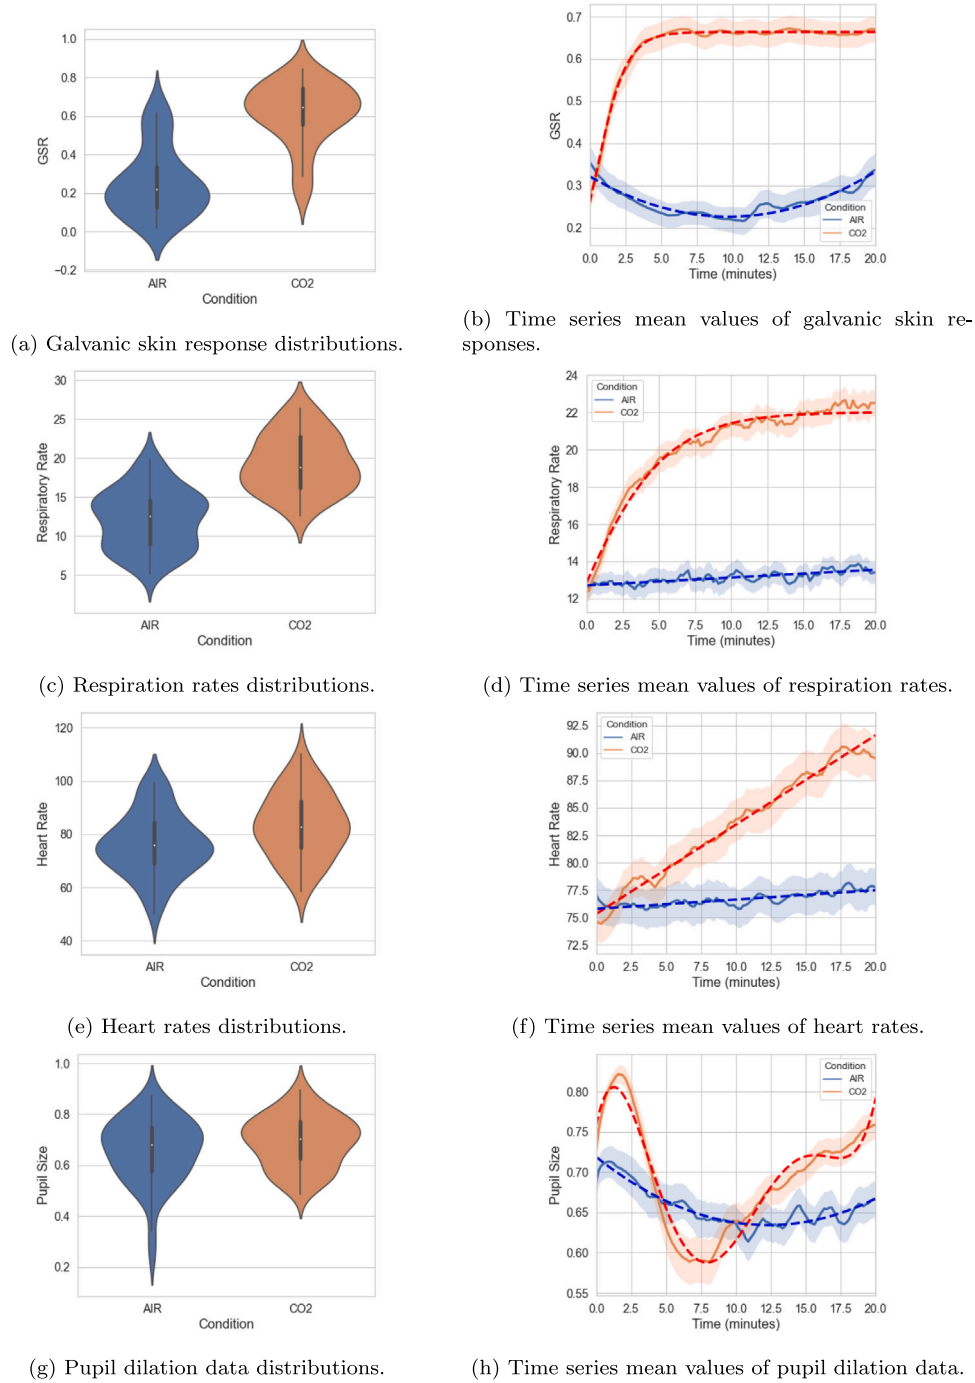 1.0
0.8
0.6
0.4
0.2
0.0
−0.2
GSR
AIR
CO2
Condition
(a) Galvanic skin response distributions.
0.7
0.6
0.5
0.4
0.3
0.2
GSR
Condition
AIR
CO2
0.0 2.5 5.0 7.5 10.0 12.5 15.0 17.5 20.0
Time (minutes)
(b) Time series mean values of galvanic skin re-
sponses.
30
25
20
15
10
5
Respiratory Rate
AIR
CO2
Condition
(c) Respiration rates distributions.
24
22
20
18
16
14
12
Respiratory Rate
Condition
AIR
CO2
0.0 2.5 5.0 7.5 10.0 12.5 15.0 17.5 20.0
Time (minutes)
(d) Time series mean values of respiration rates.
120
100
80
60
40
Heart Rate
AIR
CO2
Condition
(e) Heart rates distributions.
92.5
90.0
87.5
85.0
82.5
80.0
77.5
75.0
72.5
Heart Rate
Condition
AIR
CO2
0.0 2.5 5.0 7.5 10.0 12.5 15.0 17.5 20.0
Time (minutes)
(f) Time series mean values of heart rates.
1.0
0.8
0.6
0.4
0.2
Pupil Size
AIR
CO2
Condition
(g) Pupil dilation data distributions.
0.80
0.75
0.70
0.65
0.60
0.55
Pupil Size
Condition
AIR
CO2
0.0 2.5 5.0 7.5 10.0 12.5 15.0 17.5 20.0
Time (minutes)
(h) Time series mean values of pupil dilation data.